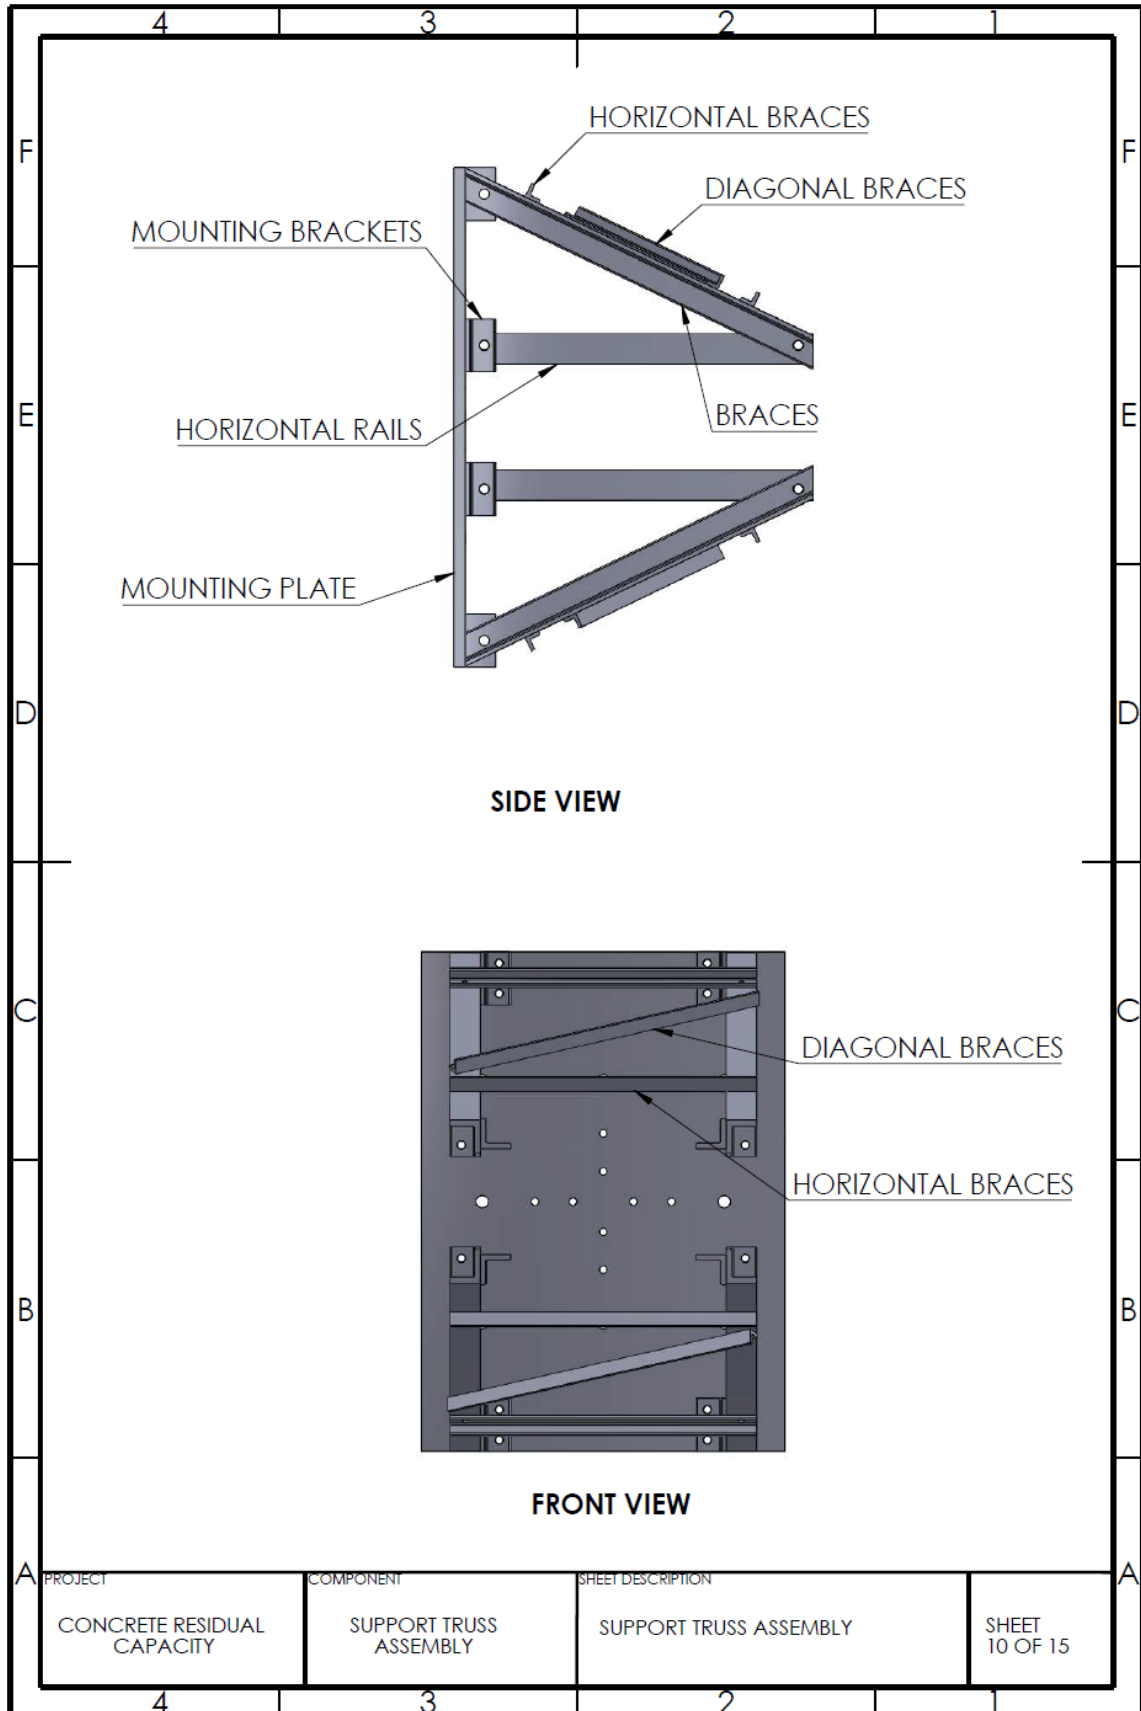 4 3 2 1
F F
HORIZONTAL BRACES
DIAGONAL BRACES
MOUNTING BRACKETS
E E
BRACES
HORIZONTAL RAILS
MOUNTING PLATE
D D
SIDE VIEW
C C
DIAGONAL BRACES
HORIZONTAL BRACES
B B
FRONT VIEW
A A
PROJECT
CONCRETE RESIDUAL
CAPACITY
COMPONENT
SUPPORT TRUSS
ASSEMBLY
SHEET DESCRIPTION
SUPPORT TRUSS ASSEMBLY
SHEET
10 OF 15
4 3 2 1